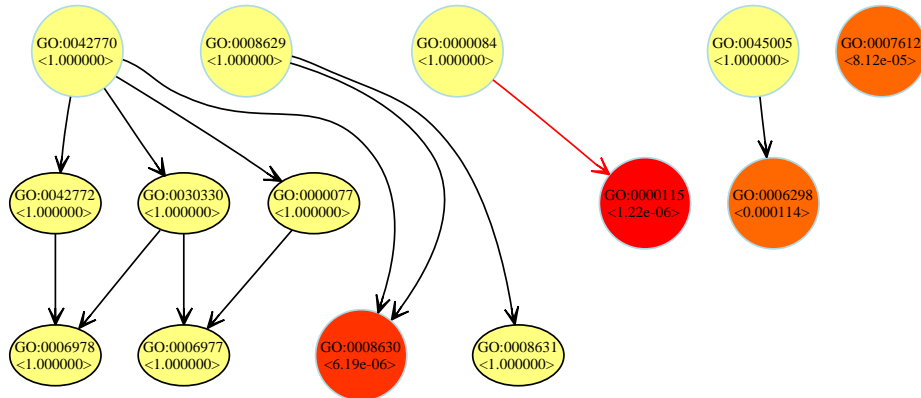 GO:0042770
<1.000000>
GO:0008629
<1.000000>
GO:0000084
<1.000000>
GO:0045005
<1.000000>
GO:0007612
<8.12e-05>
GO:0042772
<1.000000>
GO:0030330
<1.000000>
GO:0000077
<1.000000>
GO:0000115
<1.22e-06>
GO:0006298
<0.000114>
GO:0006978
<1.000000>
GO:0006977
<1.000000>
GO:0008630
<6.19e-06>
GO:0008631
<1.000000>